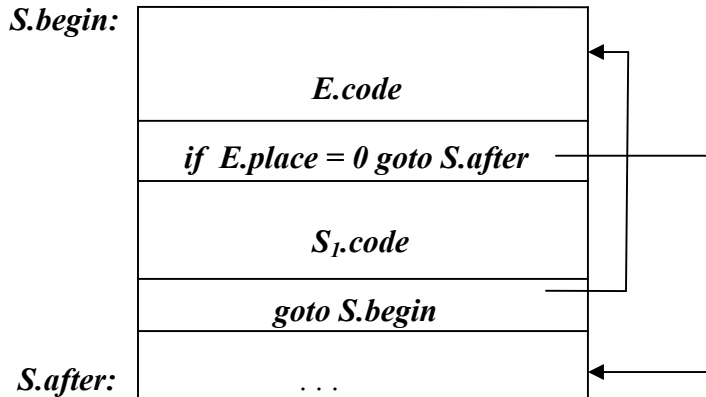 S.begin:
E.code
if E.place = 0 goto S.after
S1.code
goto S.begin
S.after: . . .